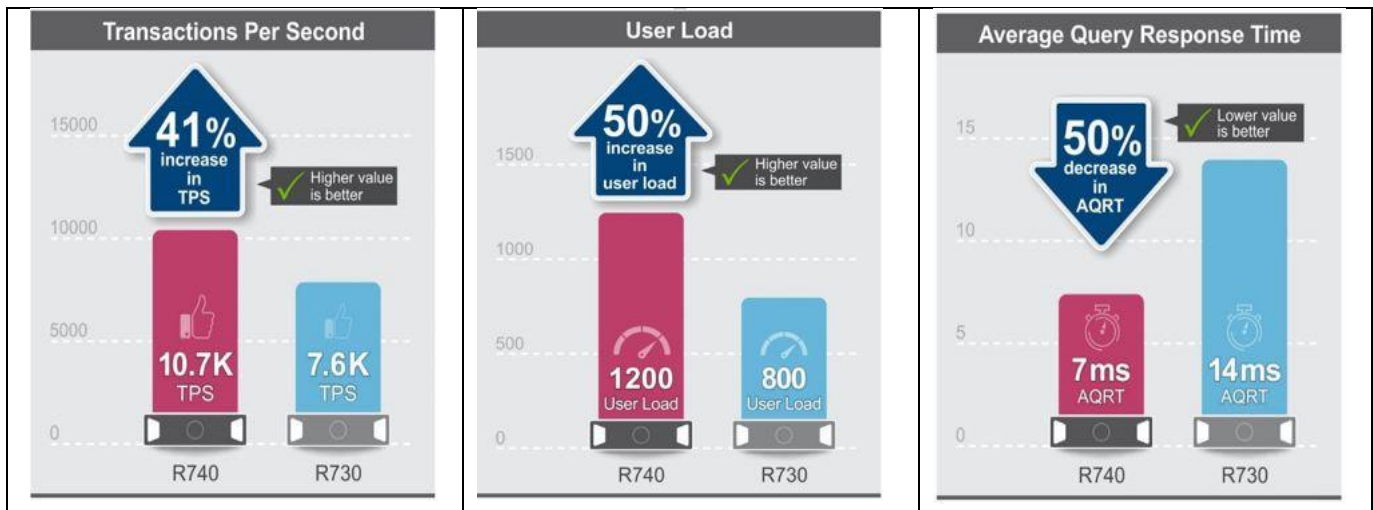 Transactions Per Second
15000
41%
increase
in
TPS
Higher value
is better
10000
5000
10.7K
TPS
7.6K
TPS
0
R740
R730
User Load
1500
50%
increase
in
user load
Higher value
is better
1000
500
1200
User Load
800
User Load
0
R740
R730
Average Query Response Time
15
50%
decrease
in
AQRT
Lower value
is better
10
5
7ms
AQRT
14ms
AQRT
0
R740
R730